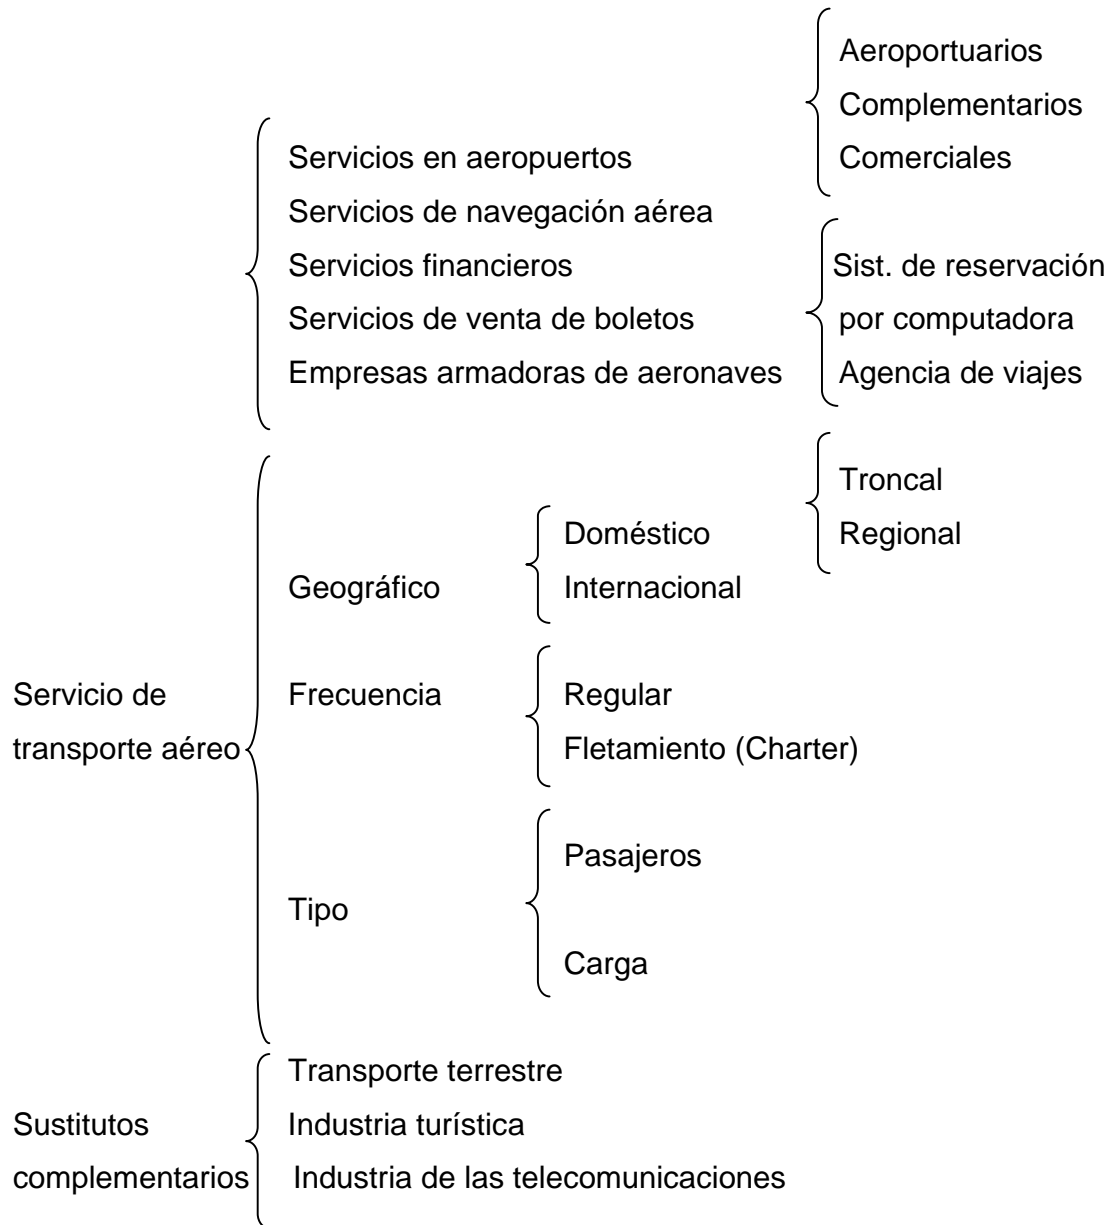 Aeroportuarios
Complementarios
Servicios en aeropuertos
Comerciales
Servicios de navegación aérea
Servicios financieros
Sist. de reservación
Servicios de venta de boletos
por computadora
Empresas armadoras de aeronaves
Agencia de viajes
Troncal
Doméstico
Regional
Geográfico
Internacional
Servicio de
Frecuencia
Regular
transporte aéreo
Fletamiento (Charter)
Pasajeros
Tipo
Carga
Transporte terrestre
Sustitutos
Industria turística
complementarios
Industria de las telecomunicaciones